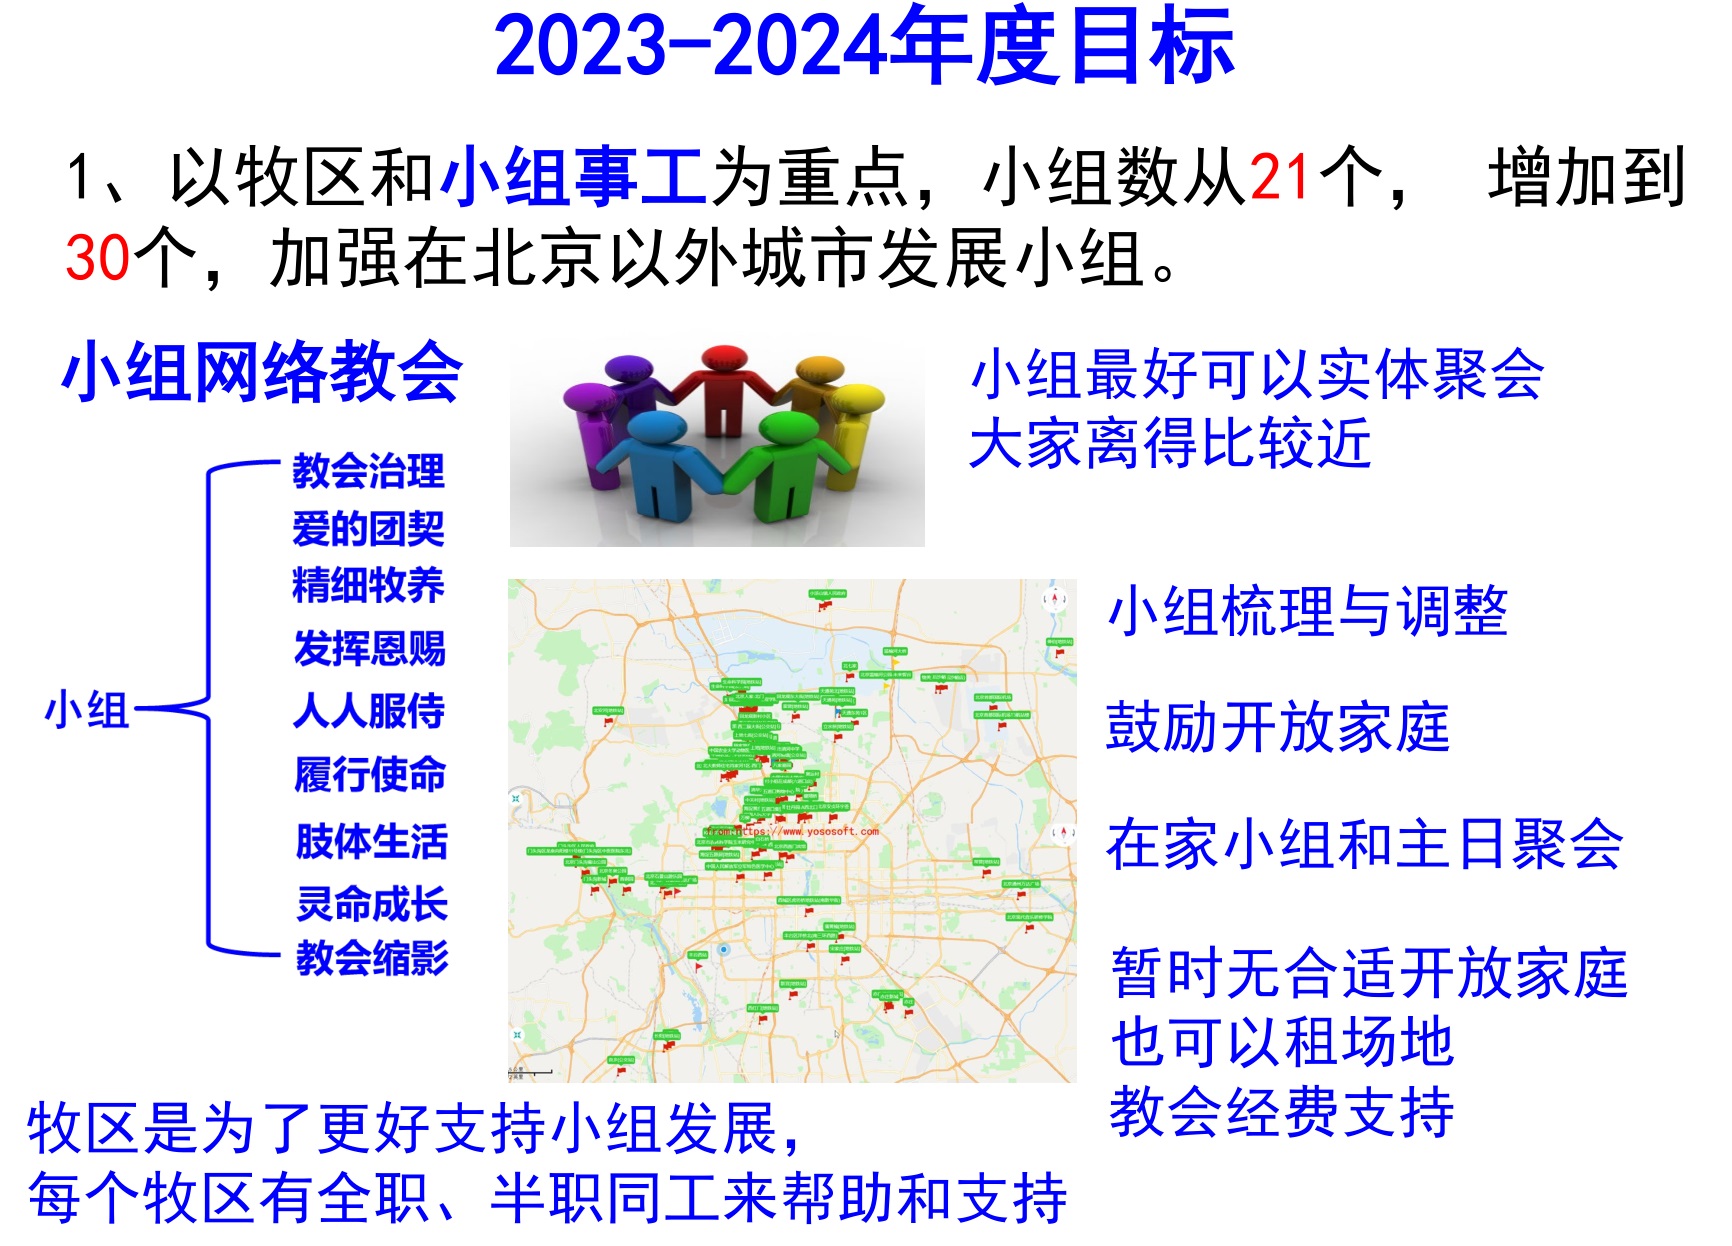 2023-2024年度目标
1、以牧区和小组事工为重点，小组数从21个， 增加到
30个，加强在北京以外城市发展小组。
小组网络教会
小组最好可以实体聚会
大家离得比较近
小组
教会治理
爱的团契
精细牧养
发挥恩赐
人人服侍
履行使命
肢体生活
灵命成长
教会缩影
from:https://www.yososoft.com
小组梳理与调整
鼓励开放家庭
在家小组和主日聚会
暂时无合适开放家庭
也可以租场地
教会经费支持
牧区是为了更好支持小组发展，
每个牧区有全职、半职同工来帮助和支持